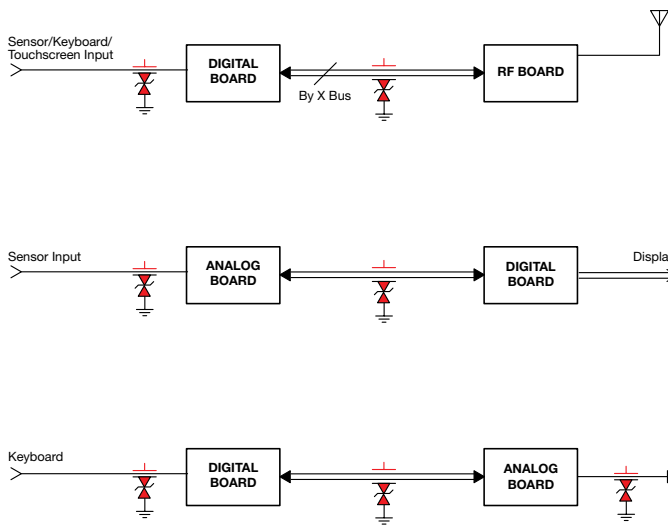 Sensor/Keyboard/
Touchscreen Input
DIGITAL
BOARD
By X Bus
RF BOARD
Sensor Input
ANALOG
BOARD
DIGITAL
BOARD
Display
Keyboard
DIGITAL
BOARD
ANALOG
BOARD